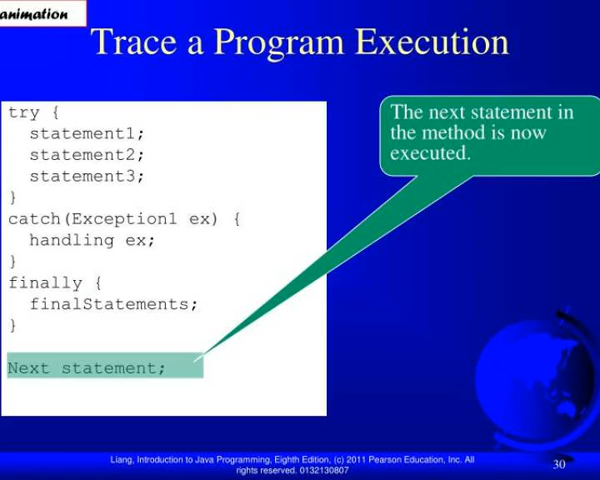 animation
Trace a Program Execution
try {
  statement1;
  statement2;
  statement3;
}
catch(Exception1 ex) {
  handling ex;
}
finally {
  finalStatements;
}
Next statement;
The next statement in
the method is now
executed.
Liang, Introduction to Java Programming, Eighth Edition, (c) 2011 Pearson Education, Inc. All
rights reserved. 0132130807
30